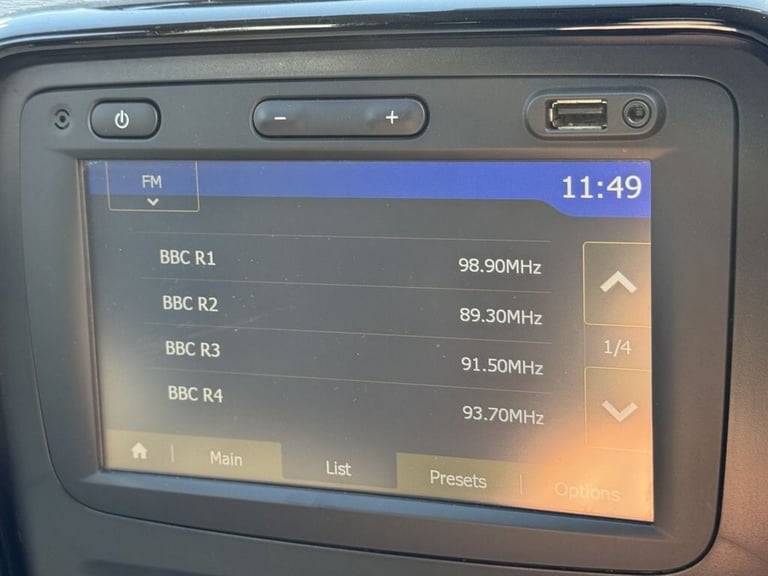 FM
11:49
BBC R1 98.90MHz
BBC R2 89.30MHz
BBC R3 91.50MHz
BBC R4 93.70MHz
1/4
Main List Presets Options